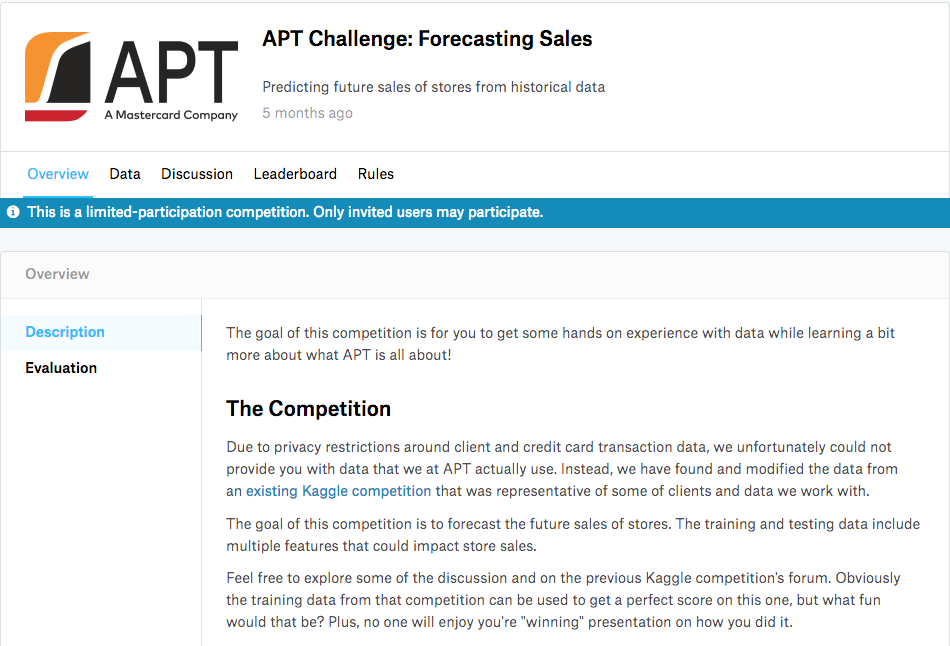 APT
A Mastercard Company
APT Challenge: Forecasting Sales
Predicting future sales of stores from historical data
5 months ago
Overview Data Discussion Leaderboard Rules
This is a limited-participation competition. Only invited users may participate.
Overview
Description
Evaluation
The goal of this competition is for you to get some hands on experience with data while learning a bit
more about what APT is all about!
The Competition
Due to privacy restrictions around client and credit card transaction data, we unfortunately could not
provide you with data that we at APT actually use. Instead, we have found and modified the data from
an existing Kaggle competition that was representative of some of clients and data we work with.
The goal of this competition is to forecast the future sales of stores. The training and testing data include
multiple features that could impact store sales.
Feel free to explore some of the discussion and on the previous Kaggle competition's forum. Obviously
the training data from that competition can be used to get a perfect score on this one, but what fun
would that be? Plus, no one will enjoy you're "winning" presentation on how you did it.